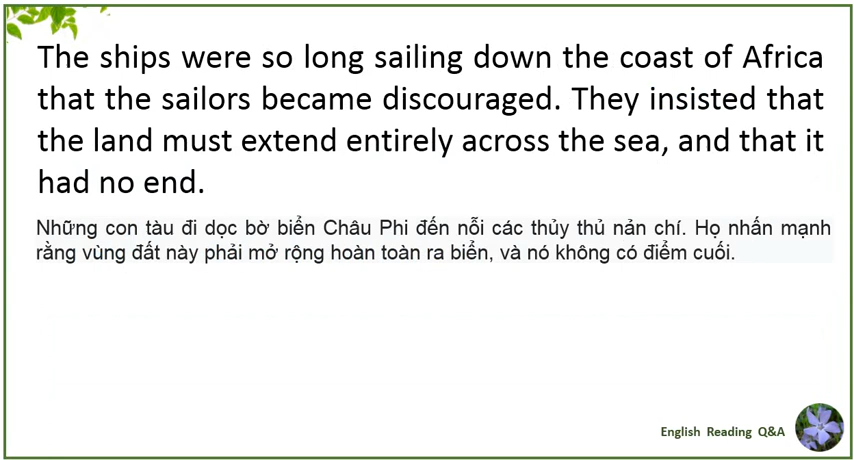 The ships were so long sailing down the coast of Africa
that the sailors became discouraged. They insisted that
the land must extend entirely across the sea, and that it
had no end.
Những con tàu đi dọc bờ biển Châu Phi đến nỗi các thủy thủ nản chí. Họ nhấn mạnh
rằng vùng đất này phải mở rộng hoàn toàn ra biển, và nó không có điểm cuối.
English Reading Q&A